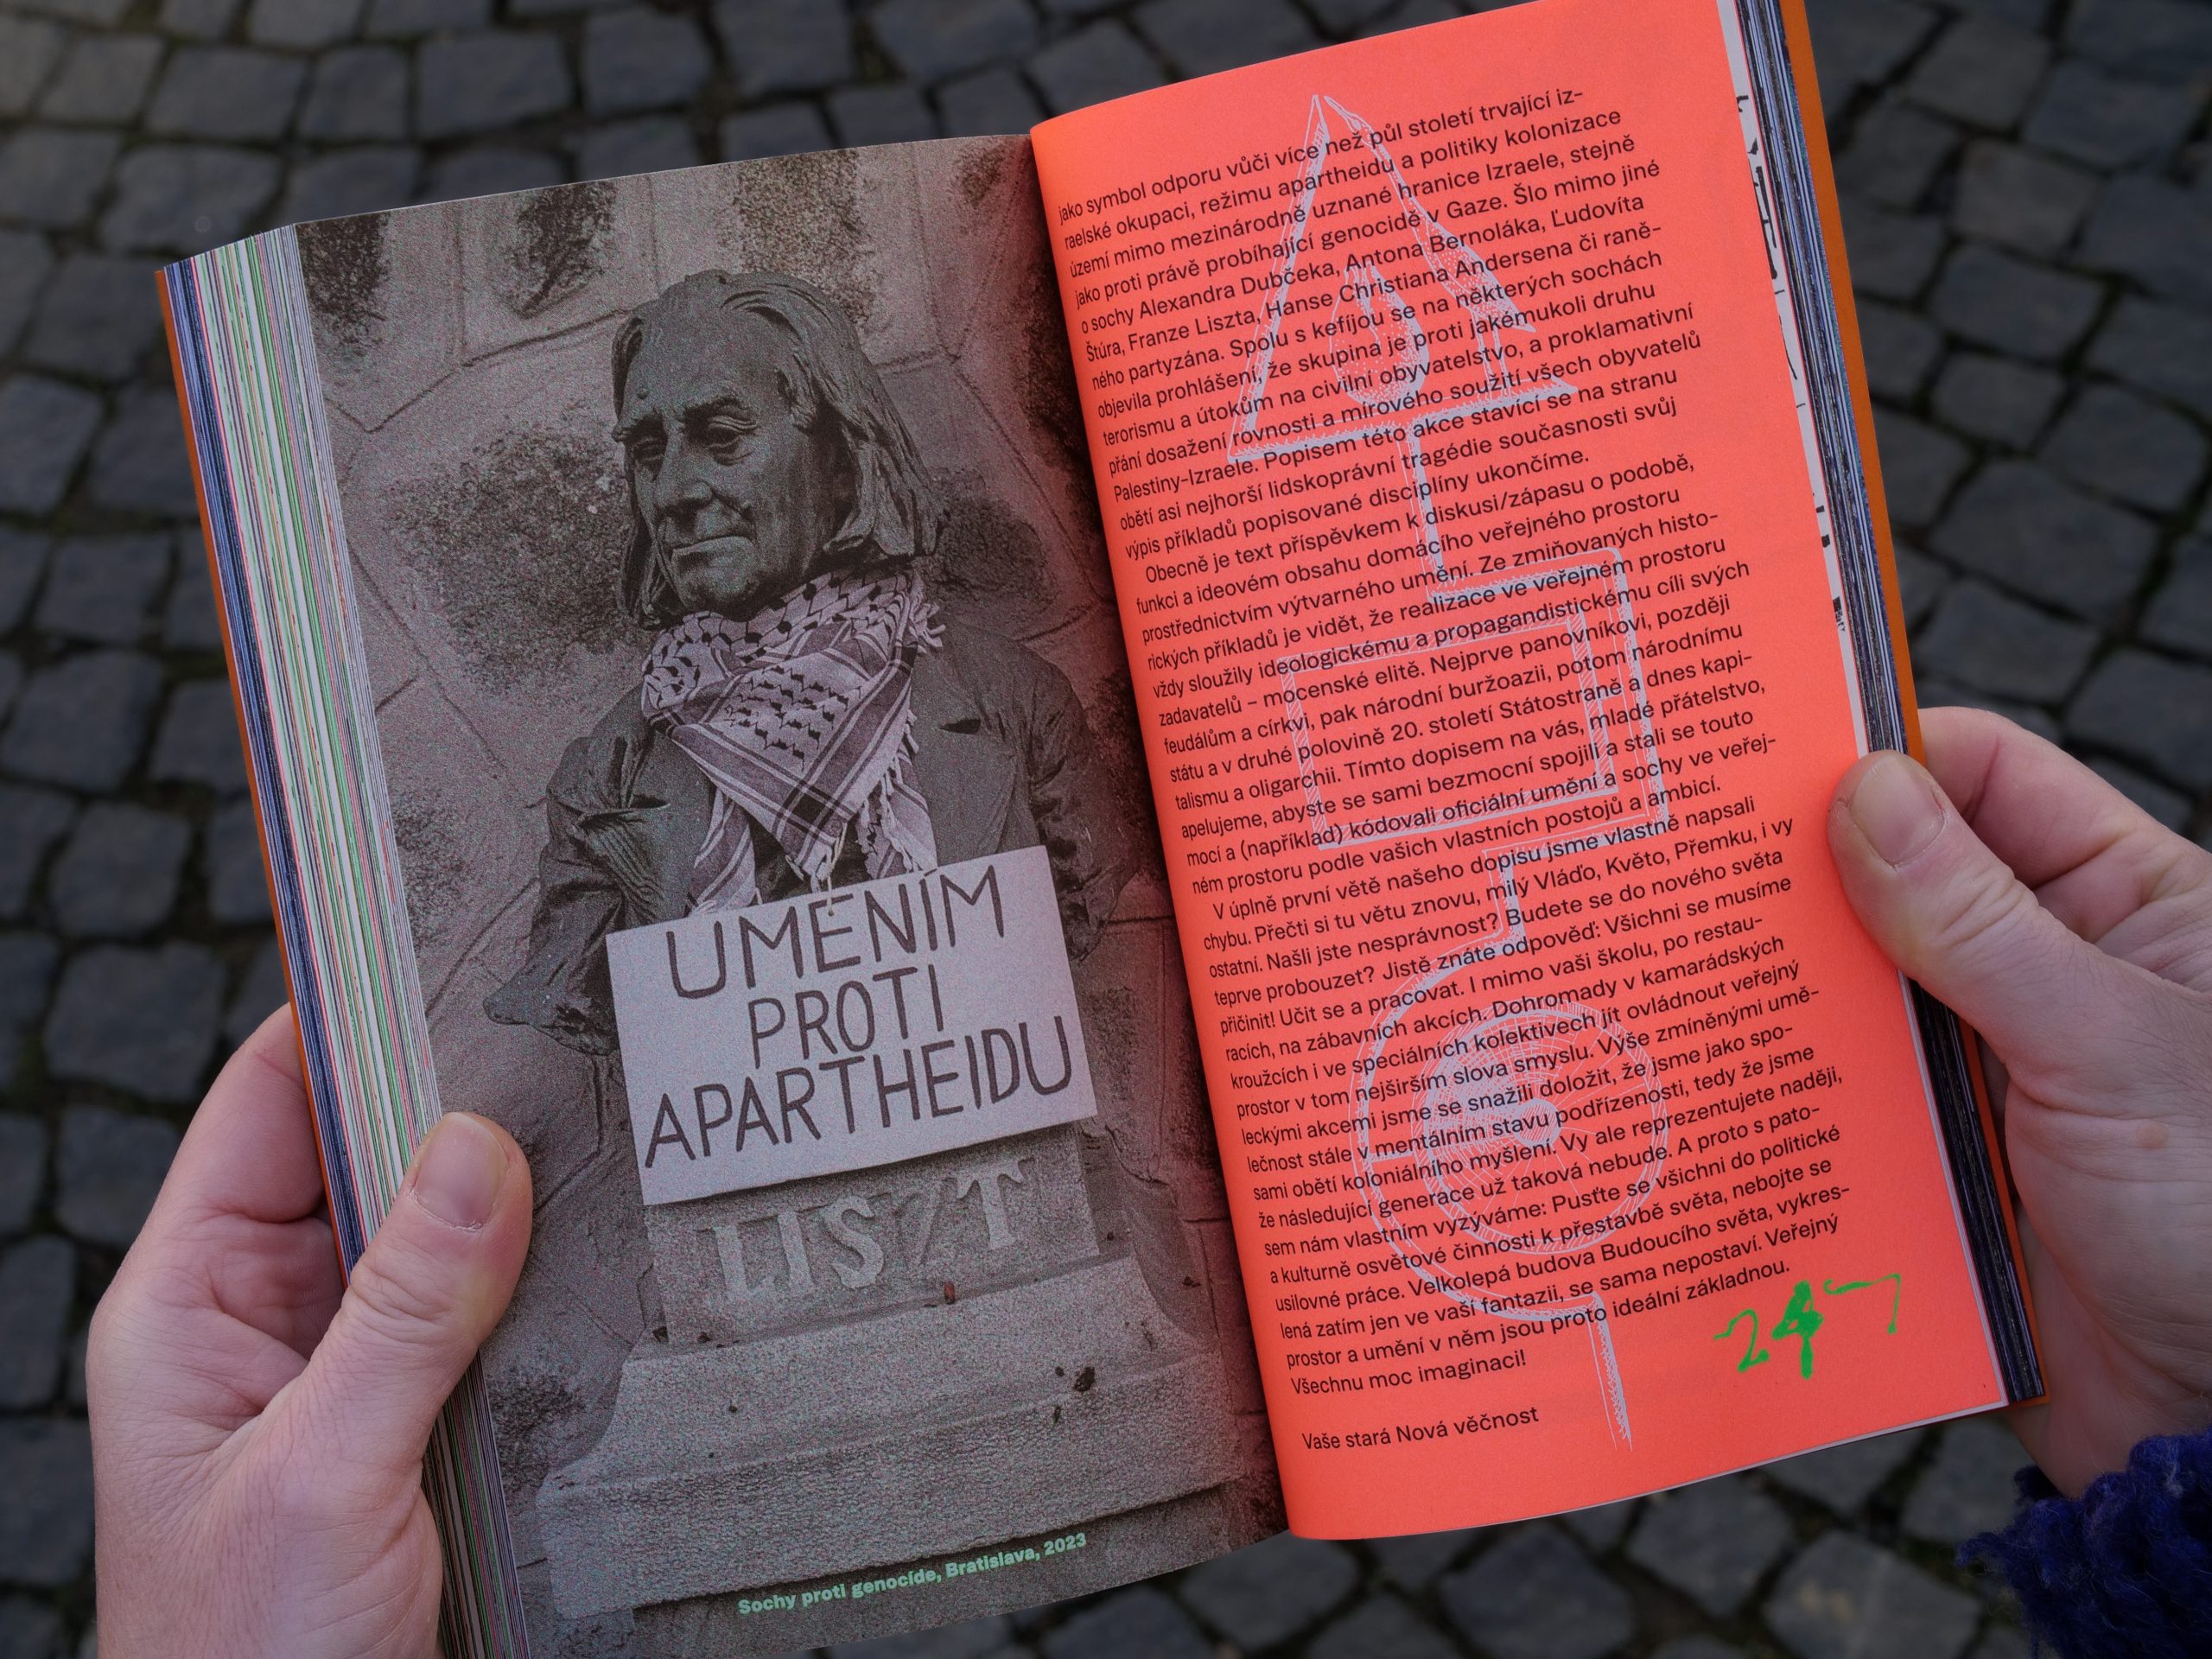 UMENÍM
PROTI
APARTHEIDU
LISZT
Sochy proti genocíde, Bratislava, 2023
jako symbol odporu vůči více než půl století trvající iz-
raelské okupaci, režimu apartheidu a politiky kolonizace
území mimo mezinárodně uznané hranice Izraele, stejně
jako proti právě probíhající genocidě v Gaze. Šlo mimo jiné
o sochy Alexandra Dubčeka, Antona Bernoláka, Ľudovíta
Štúra, Franze Liszta, Hanse Christiana Andersena či raně-
ného partyzána. Spolu s kefíjou se na některých sochách
objevila prohlášení, že skupina je proti jakémukoli druhu
terorismu a útokům na civilní obyvatelstvo, a proklamativní
přání dosažení rovnosti a mírového soužití všech obyvatelů
Palestiny-Izraele. Popisem této akce stavící se na stranu
obětí asi nejhorší lidskoprávní tragédie současnosti svůj
výpis příkladů popisované disciplíny ukončíme.
Obecně je text příspěvkem k diskusi/zápasu o podobě,
funkci a ideovém obsahu domácího veřejného prostoru
prostřednictvím výtvarného umění. Ze zmiňovaných histo-
rických příkladů je vidět, že realizace ve veřejném prostoru
vždy sloužily ideologickému a propagandistickému cíli svých
zadavatelů – mocenské elitě. Nejprve panovníkovi, později
feudálům a církvi, pak národní buržoazii, potom národnímu
státu a v druhé polovině 20. století Státostraně a dnes kapi-
talismu a oligarchii. Tímto dopisem na vás, mladé přátelstvo,
apelujeme, abyste se sami bezmocní spojili a stali se touto
mocí a (například) kódovali oficiální umění a sochy ve veřej-
ném prostoru podle vašich vlastních postojů a ambicí.
V úplně první větě našeho dopisu jsme vlastně napsali
chybu. Přečti si tu větu znovu, milý Vláďo, Květo, Přemku, i vy
ostatní. Našli jste nesprávnost? Budete se do nového světa
teprve probouzet? Jistě znáte odpověď: Všichni se musíme
přičinit! Učit se a pracovat. I mimo vaši školu, po restau-
racích, na zábavních akcích. Dohromady v kamarádských
kroužcích i ve speciálních kolektivech jít ovládnout veřejný
prostor v tom nejširším slova smyslu. Výše zmíněnými umě-
leckými akcemi jsme se snažili doložit, že jsme jako spo-
lečnost stále v mentálním stavu podřízenosti, tedy že jsme
sami obětí koloniálního myšlení. Vy ale reprezentujete naději,
že následující generace už taková nebude. A proto s pato-
sem nám vlastním vyzýváme: Pusťte se všichni do politické
a kulturně osvětové činnosti k přestavbě světa, nebojte se
usilovné práce. Velkolepá budova Budoucího světa, vykres-
lená zatím jen ve vaší fantazii, se sama nepostaví. Veřejný
prostor a umění v něm jsou proto ideální základnou.
Všechnu moc imaginaci!
Vaše stará Nová věčnost
247